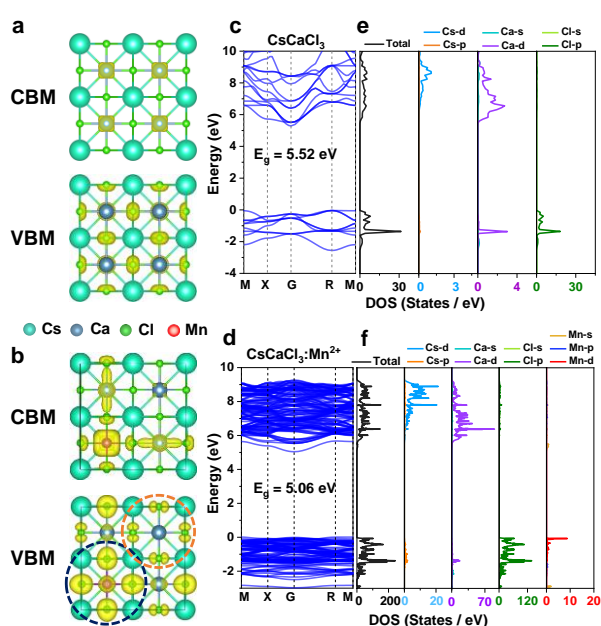 a
CBM
VBM
Cs Ca Cl Mn
b
CBM
VBM
c CsCaCl₃
Energy (eV)
10
8
6
4
2
0
-2
-4
E_g = 5.52 eV
M X G R M
e
Total
Cs-d
Cs-p
Ca-s
Ca-d
Cl-s
Cl-p
0 30 0 3 0 4 0 30
DOS (States / eV)
d CsCaCl₃:Mn²⁺
Energy (eV)
10
8
6
4
2
0
-2
E_g = 5.06 eV
M X G R M
f
Total
Cs-d
Cs-p
Ca-s
Ca-d
Cl-s
Cl-p
Mn-s
Mn-p
Mn-d
0 200 0 20 0 70 0 120 0 10 20
DOS (States / eV)